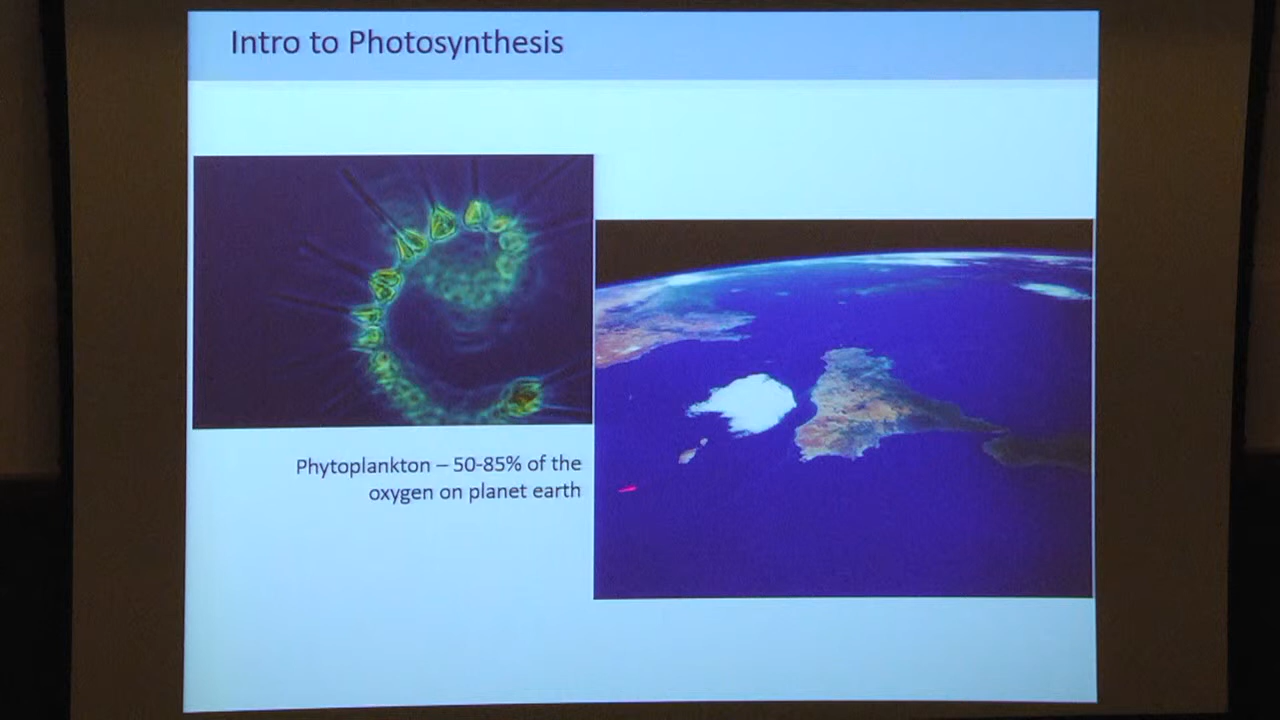 Intro to Photosynthesis
Phytoplankton – 50-85% of the
oxygen on planet earth